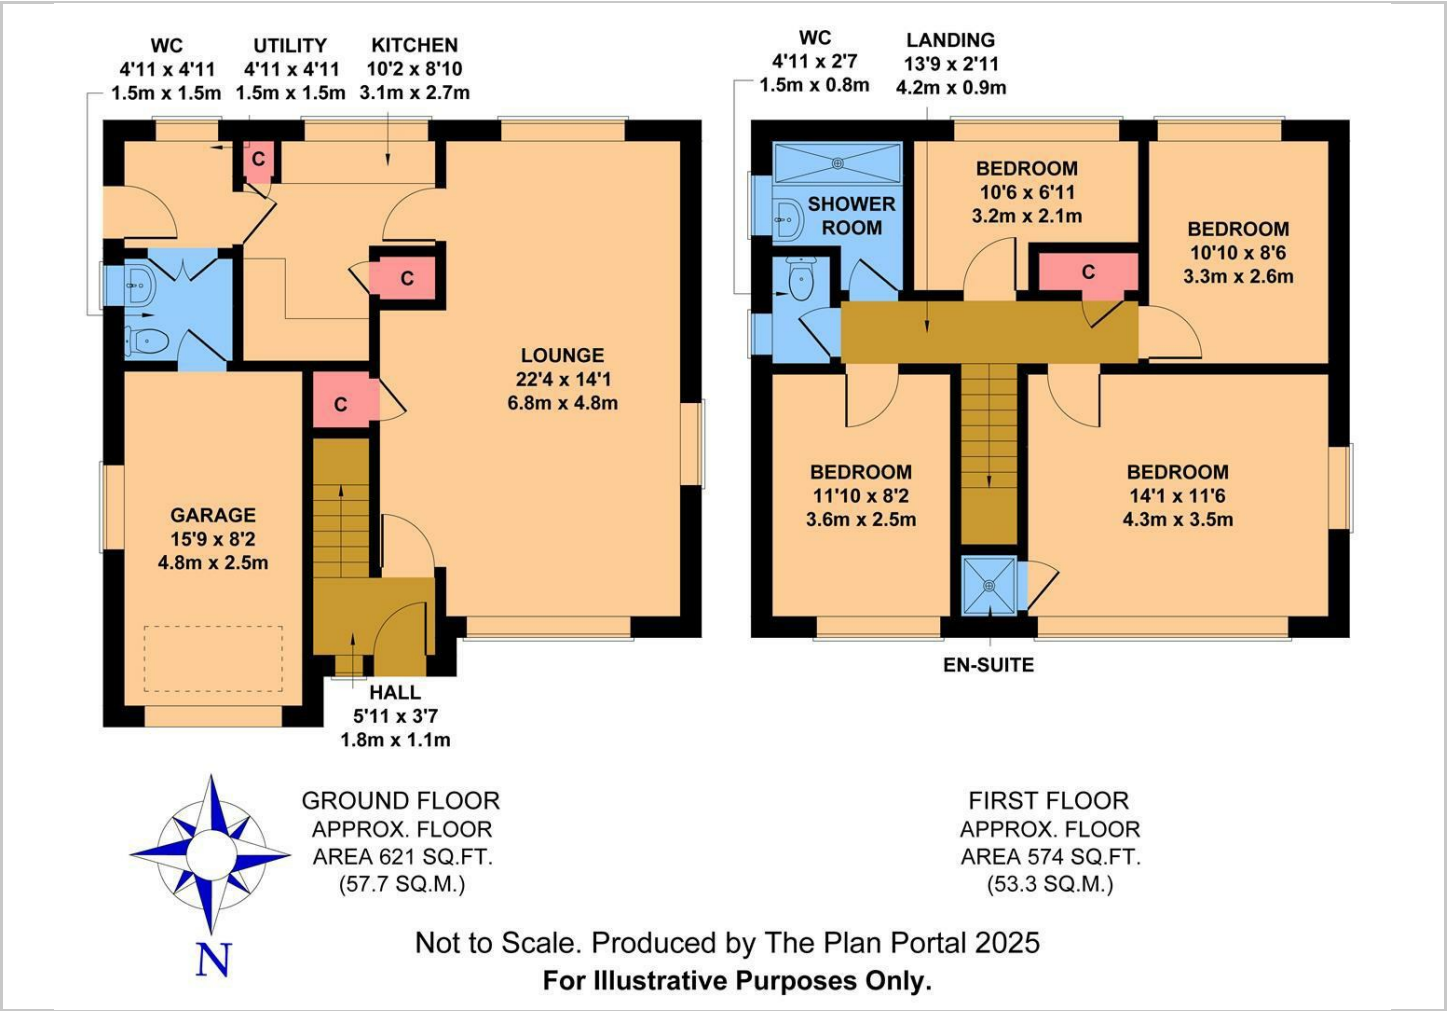 WC
4'11 x 4'11
1.5m x 1.5m
UTILITY
4'11 x 4'11
1.5m x 1.5m
KITCHEN
10'2 x 8'10
3.1m x 2.7m
C
C
C
LOUNGE
22'4 x 14'1
6.8m x 4.8m
GARAGE
15'9 x 8'2
4.8m x 2.5m
HALL
5'11 x 3'7
1.8m x 1.1m
WC
4'11 x 2'7
1.5m x 0.8m
LANDING
13'9 x 2'11
4.2m x 0.9m
SHOWER
ROOM
BEDROOM
10'6 x 6'11
3.2m x 2.1m
BEDROOM
10'10 x 8'6
3.3m x 2.6m
C
BEDROOM
11'10 x 8'2
3.6m x 2.5m
BEDROOM
14'1 x 11'6
4.3m x 3.5m
EN-SUITE
N
GROUND FLOOR
APPROX. FLOOR
AREA 621 SQ.FT.
(57.7 SQ.M.)
FIRST FLOOR
APPROX. FLOOR
AREA 574 SQ.FT.
(53.3 SQ.M.)
Not to Scale. Produced by The Plan Portal 2025
For Illustrative Purposes Only.